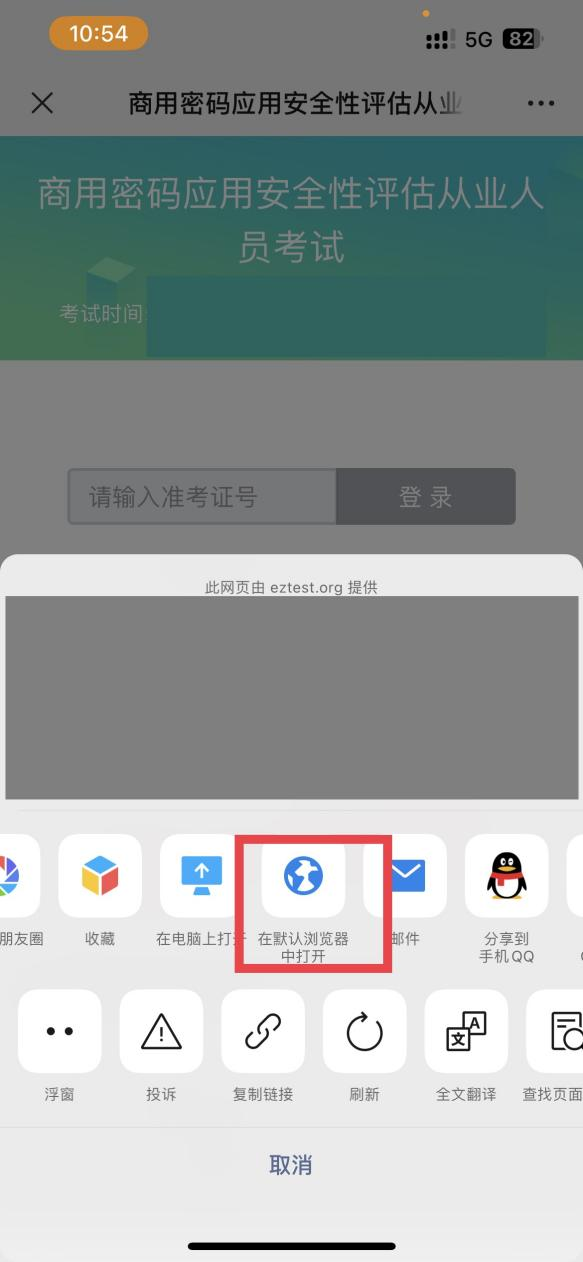 10:54
5G 82
商用密码应用安全性评估从业
商用密码应用安全性评估从业人
员考试
考试时间:
请输入准考证号
登 录
此网页由 eztest.org 提供
朋友圈
收藏
在电脑上打开
在默认浏览器
中打开
邮件
分享到
手机QQ
浮窗
投诉
复制链接
刷新
全文翻译
查找页面
取消